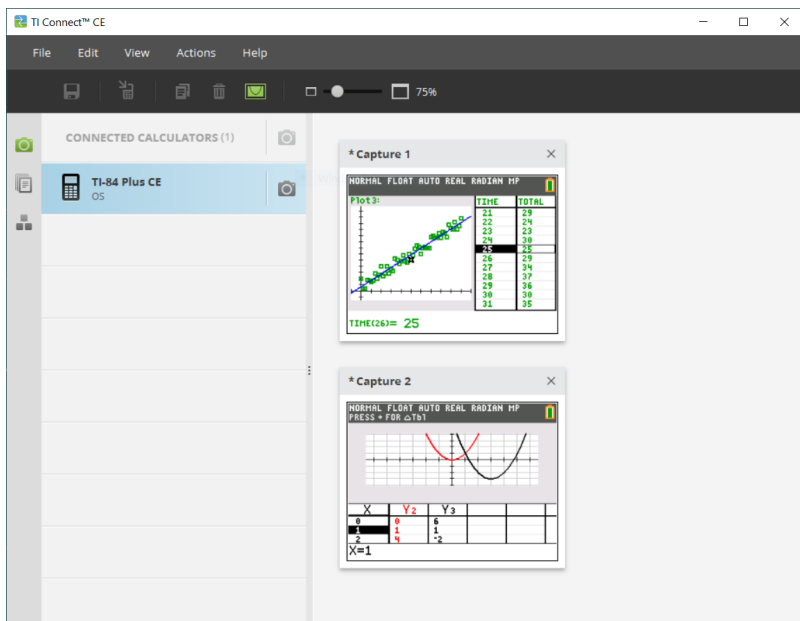 TI Connect™ CE
File Edit View Actions Help
75%
CONNECTED CALCULATORS (1)
TI-84 Plus CE
OS
*Capture 1
NORMAL FLOAT AUTO REAL RADIAN MP
Plot3:
TIME TOTAL
21 29
22 24
23 23
24 30
25 25
26 29
27 34
28 37
29 36
30 30
31 35
TIME(26)= 25
*Capture 2
NORMAL FLOAT AUTO REAL RADIAN MP
PRESS + FOR △Tbl
X Y2 Y3
0 0 6
1 1 1
2 4 -2
X=1